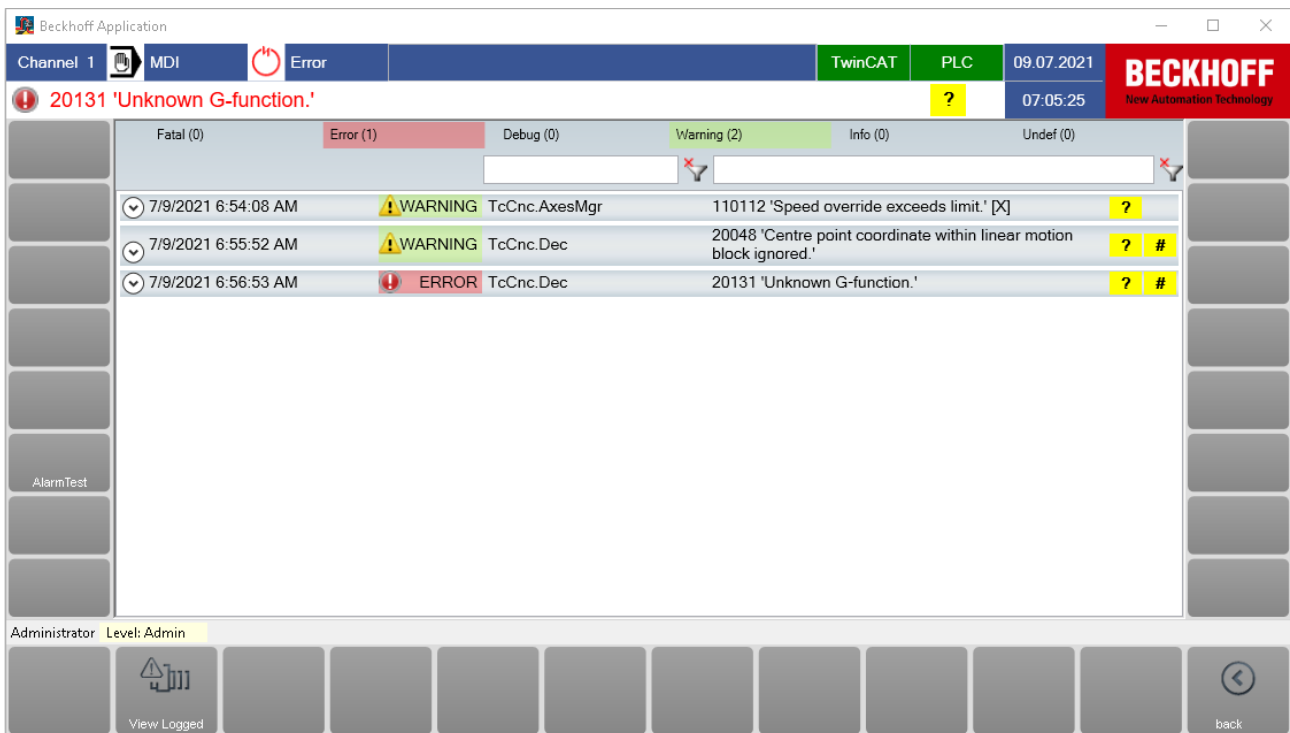 Beckhoff Application
Channel 1 MDI Error TwinCAT PLC 09.07.2021 BECKHOFF
20131 'Unknown G-function.' ? 07:05:25 New Automation Technology
Fatal (0) Error (1) Debug (0) Warning (2) Info (0) Undef (0)
7/9/2021 6:54:08 AM WARNING TcCnc.AxesMgr 110112 'Speed override exceeds limit.' [X] ?
7/9/2021 6:55:52 AM WARNING TcCnc.Dec 20048 'Centre point coordinate within linear motion
block ignored.' ? #
7/9/2021 6:56:53 AM ERROR TcCnc.Dec 20131 'Unknown G-function.' ? #
AlarmTest
Administrator Level: Admin
View Logged back